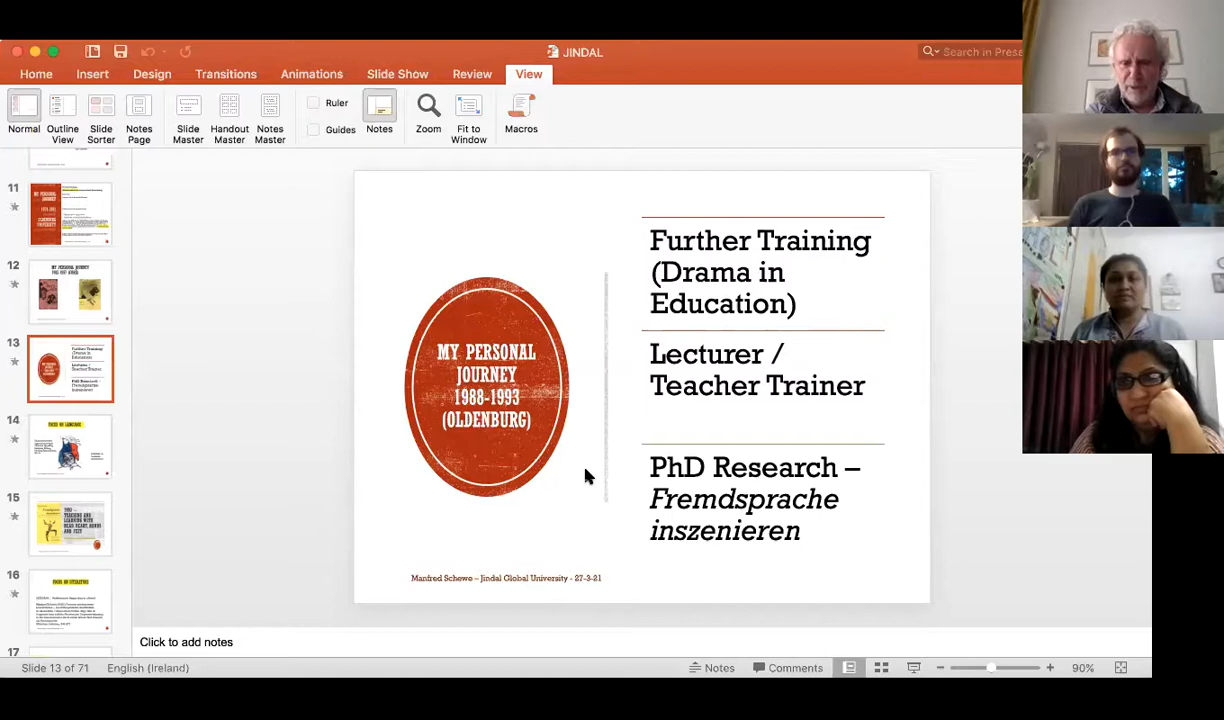 JINDAL
Search in Presa
Home Insert Design Transitions Animations Slide Show Review View
Normal
Outline View
Slide Sorter
Notes Page
Slide Master
Handout Master
Notes Master
Ruler
Guides
Notes
Zoom
Fit to Window
Macros
11
12
13
14
15
16
17
MY PERSONAL
JOURNEY
1988-1993
(OLDENBURG)
Further Training
(Drama in
Education)
Lecturer /
Teacher Trainer
PhD Research –
Fremdsprache
inszenieren
Manfred Schewe – Jindal Global University - 27-3-21
Click to add notes
Slide 13 of 71 English (Ireland) Notes Comments 90%